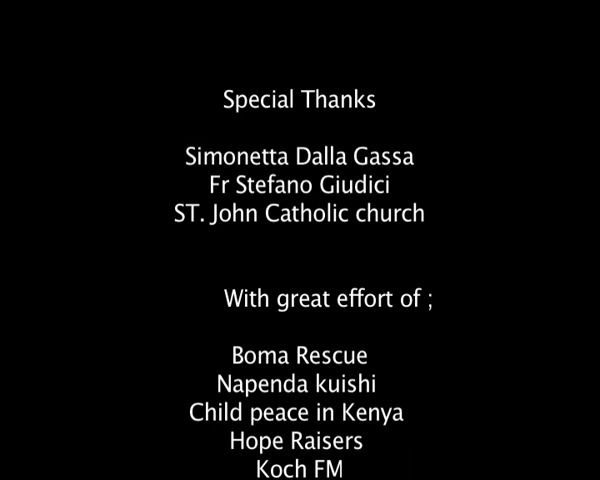 Special Thanks
Simonetta Dalla Gassa
Fr Stefano Giudici
ST. John Catholic church
With great effort of ;
Boma Rescue
Napenda kuishi
Child peace in Kenya
Hope Raisers
Koch FM